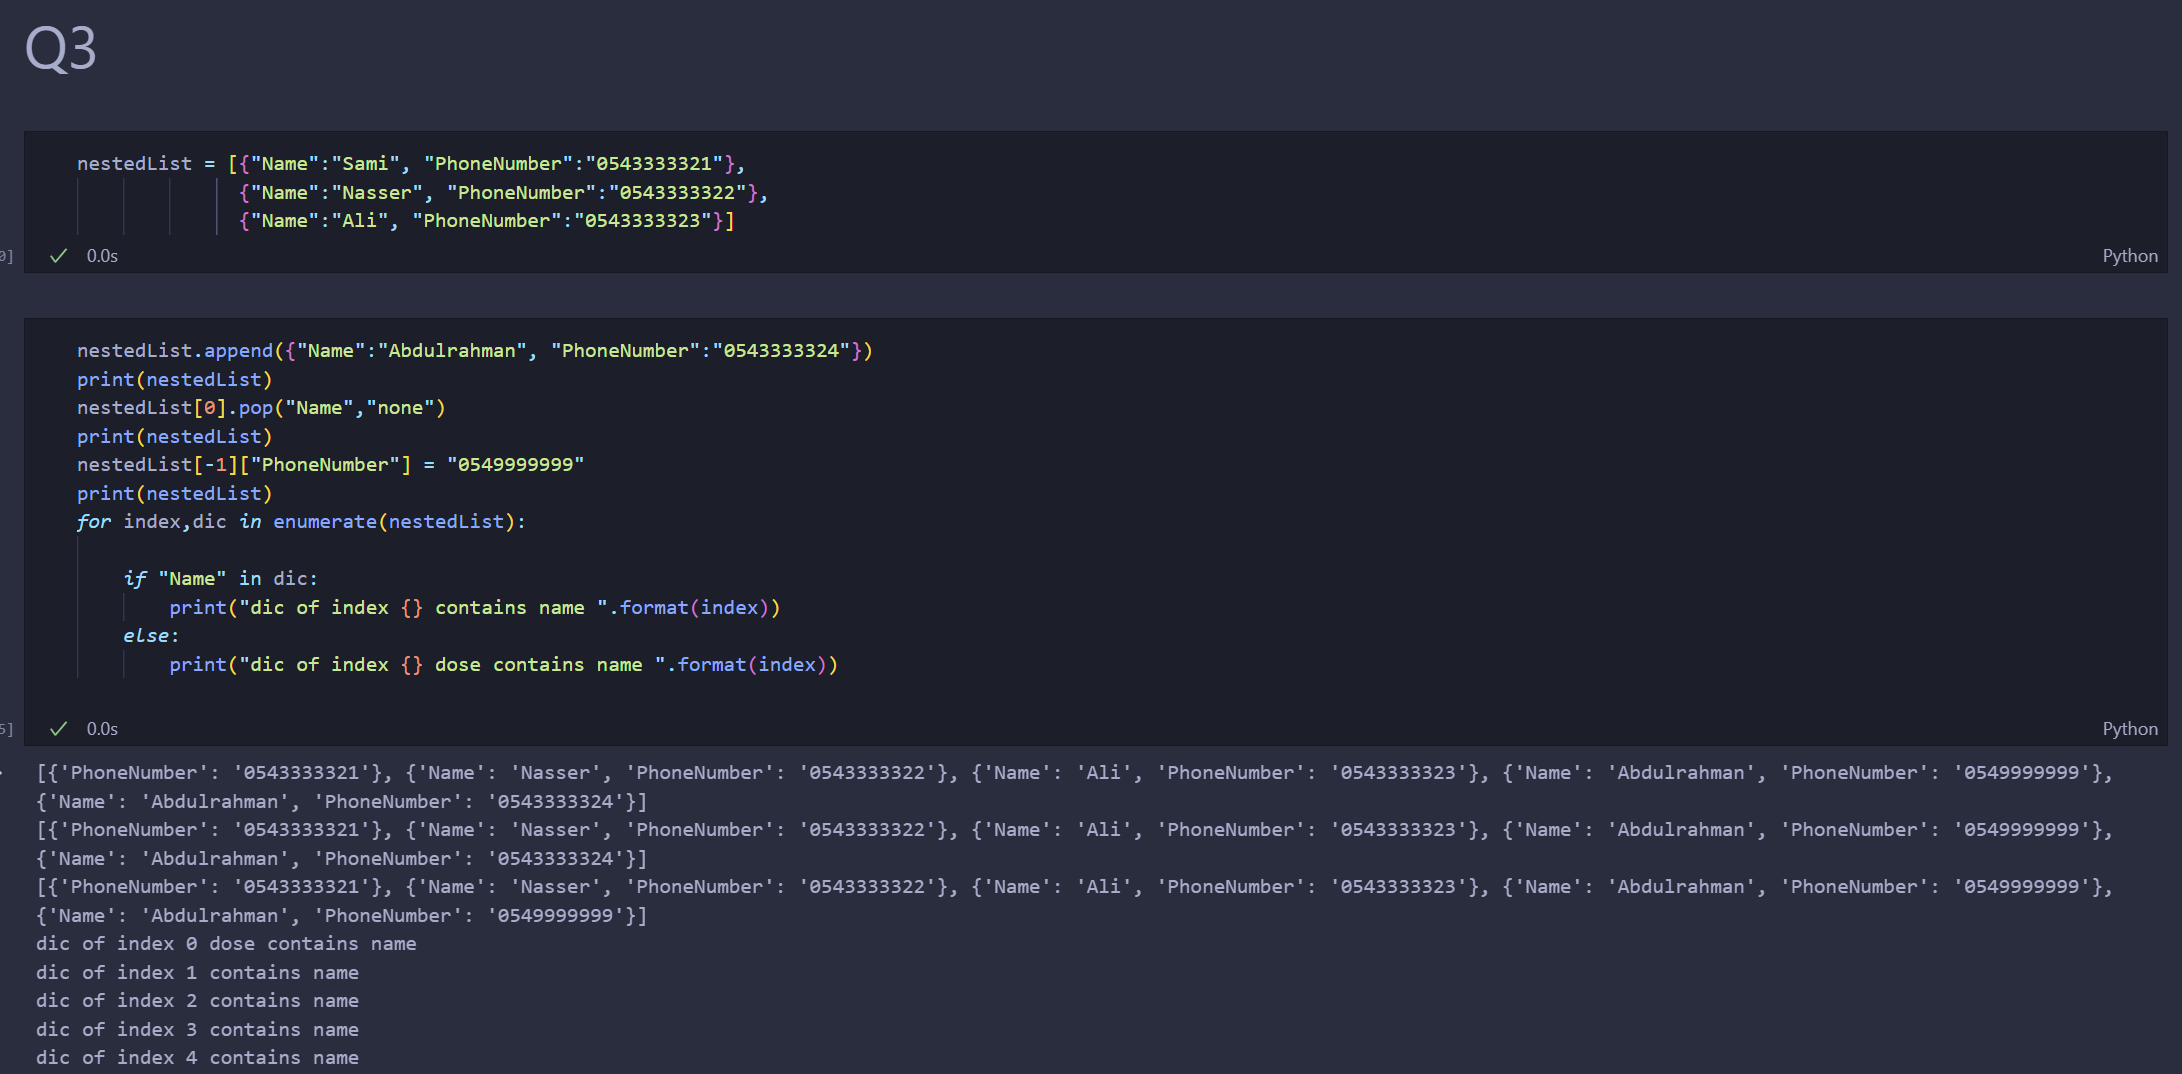 Q3
nestedList = [{"Name":"Sami", "PhoneNumber":"0543333321"},
{"Name":"Nasser", "PhoneNumber":"0543333322"},
{"Name":"Ali", "PhoneNumber":"0543333323"}]
0]
0.0s
Python
nestedList.append({"Name":"Abdulrahman", "PhoneNumber":"0543333324"})
print(nestedList)
nestedList[0].pop("Name","none")
print(nestedList)
nestedList[-1]["PhoneNumber"] = "0549999999"
print(nestedList)
for index,dic in enumerate(nestedList):
if "Name" in dic:
print("dic of index {} contains name ".format(index))
else:
print("dic of index {} dose contains name ".format(index))
5]
0.0s
Python
[{'PhoneNumber': '0543333321'}, {'Name': 'Nasser', 'PhoneNumber': '0543333322'}, {'Name': 'Ali', 'PhoneNumber': '0543333323'}, {'Name': 'Abdulrahman', 'PhoneNumber': '0549999999'},
{'Name': 'Abdulrahman', 'PhoneNumber': '0543333324'}]
[{'PhoneNumber': '0543333321'}, {'Name': 'Nasser', 'PhoneNumber': '0543333322'}, {'Name': 'Ali', 'PhoneNumber': '0543333323'}, {'Name': 'Abdulrahman', 'PhoneNumber': '0549999999'},
{'Name': 'Abdulrahman', 'PhoneNumber': '0543333324'}]
[{'PhoneNumber': '0543333321'}, {'Name': 'Nasser', 'PhoneNumber': '0543333322'}, {'Name': 'Ali', 'PhoneNumber': '0543333323'}, {'Name': 'Abdulrahman', 'PhoneNumber': '0549999999'},
{'Name': 'Abdulrahman', 'PhoneNumber': '0549999999'}]
dic of index 0 dose contains name
dic of index 1 contains name
dic of index 2 contains name
dic of index 3 contains name
dic of index 4 contains name